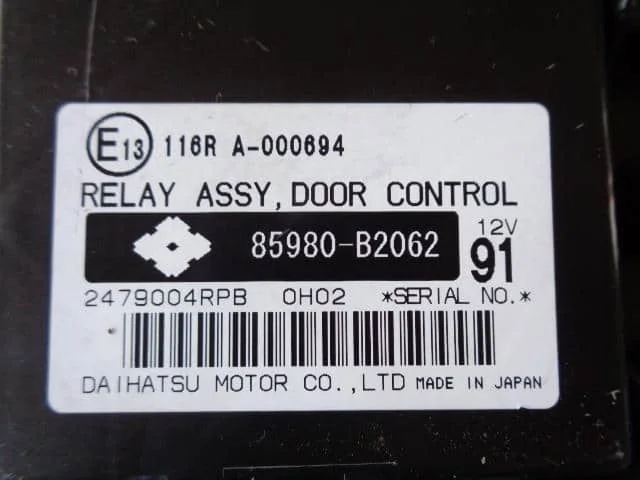 E13 116R A-000694
RELAY ASSY, DOOR CONTROL
85980-B2062 12V 91
2479004RPB 0H02 *SERIAL NO.*
DAIHATSU MOTOR CO.,LTD MADE IN JAPAN